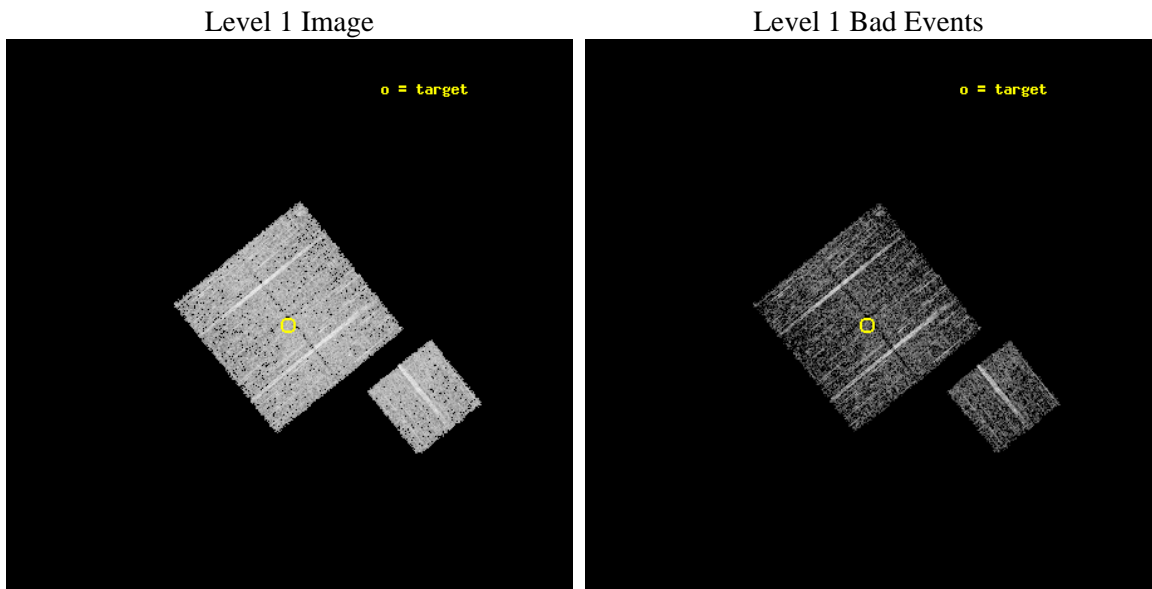 Level 1 Image
Level 1 Bad Events
o = target
o = target